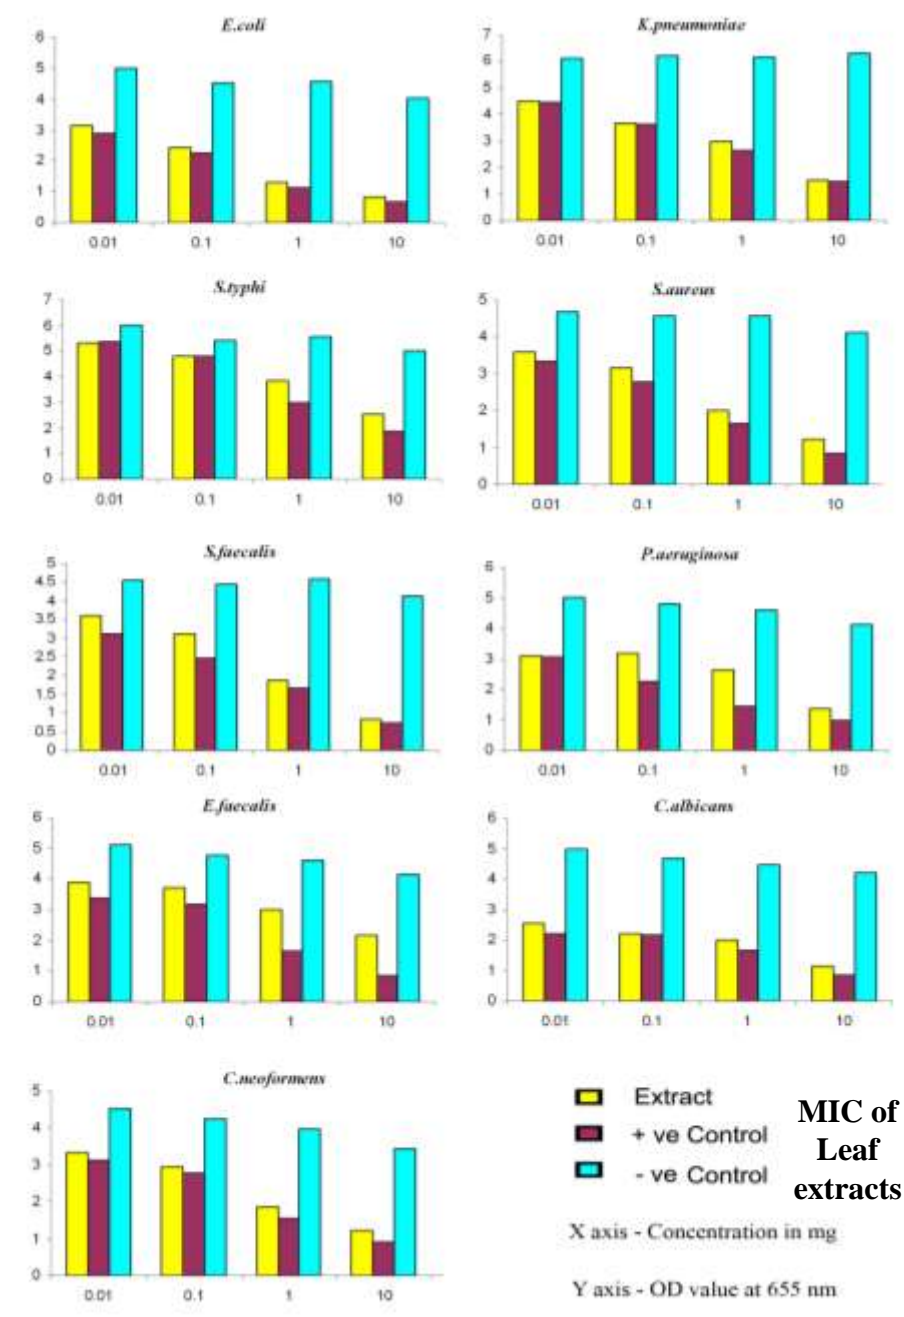 E.coli
6
5
4
3
2
1
0
0.01 0.1 1 10
K.pneumoniae
7
6
5
4
3
2
1
0
0.01 0.1 1 10
S.typhi
7
6
5
4
3
2
1
0
0.01 0.1 1 10
S.aureus
5
4
3
2
1
0
0.01 0.1 1 10
S.faecalis
5
4.5
4
3.5
3
2.5
2
1.5
1
0.5
0
0.01 0.1 1 10
P.aeruginosa
6
5
4
3
2
1
0
0.01 0.1 1 10
E.faecalis
6
5
4
3
2
1
0
0.01 0.1 1 10
C.albicans
6
5
4
3
2
1
0
0.01 0.1 1 10
C.neoformens
5
4
3
2
1
0
0.01 0.1 1 10
Extract
+ ve Control
- ve Control
MIC of
Leaf
extracts
X axis - Concentration in mg
Y axis - OD value at 655 nm